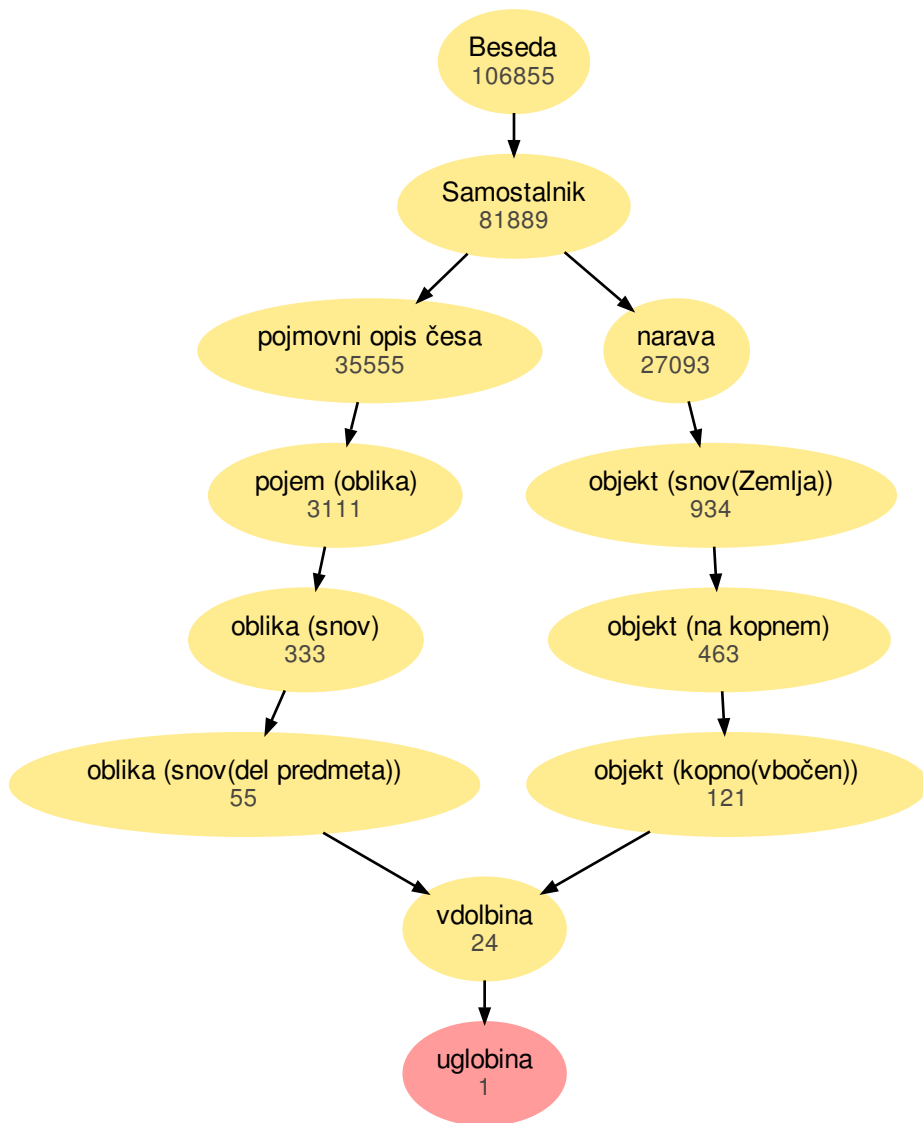 Beseda
106855
Samostalnik
81889
pojmovni opis česa
35555
narava
27093
pojem (oblika)
3111
objekt (snov(Zemlja))
934
oblika (snov)
333
objekt (na kopnem)
463
oblika (snov(del predmeta))
55
objekt (kopno(vbočen))
121
vdolbina
24
uglobina
1